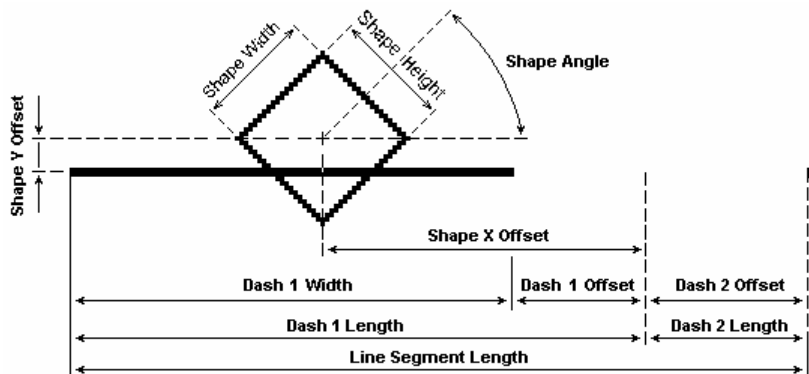 Shape Width
Shape Height
Shape Angle
Shape Y Offset
Shape X Offset
Dash 1 Width
Dash 1 Offset
Dash 2 Offset
Dash 1 Length
Dash 2 Length
Line Segment Length